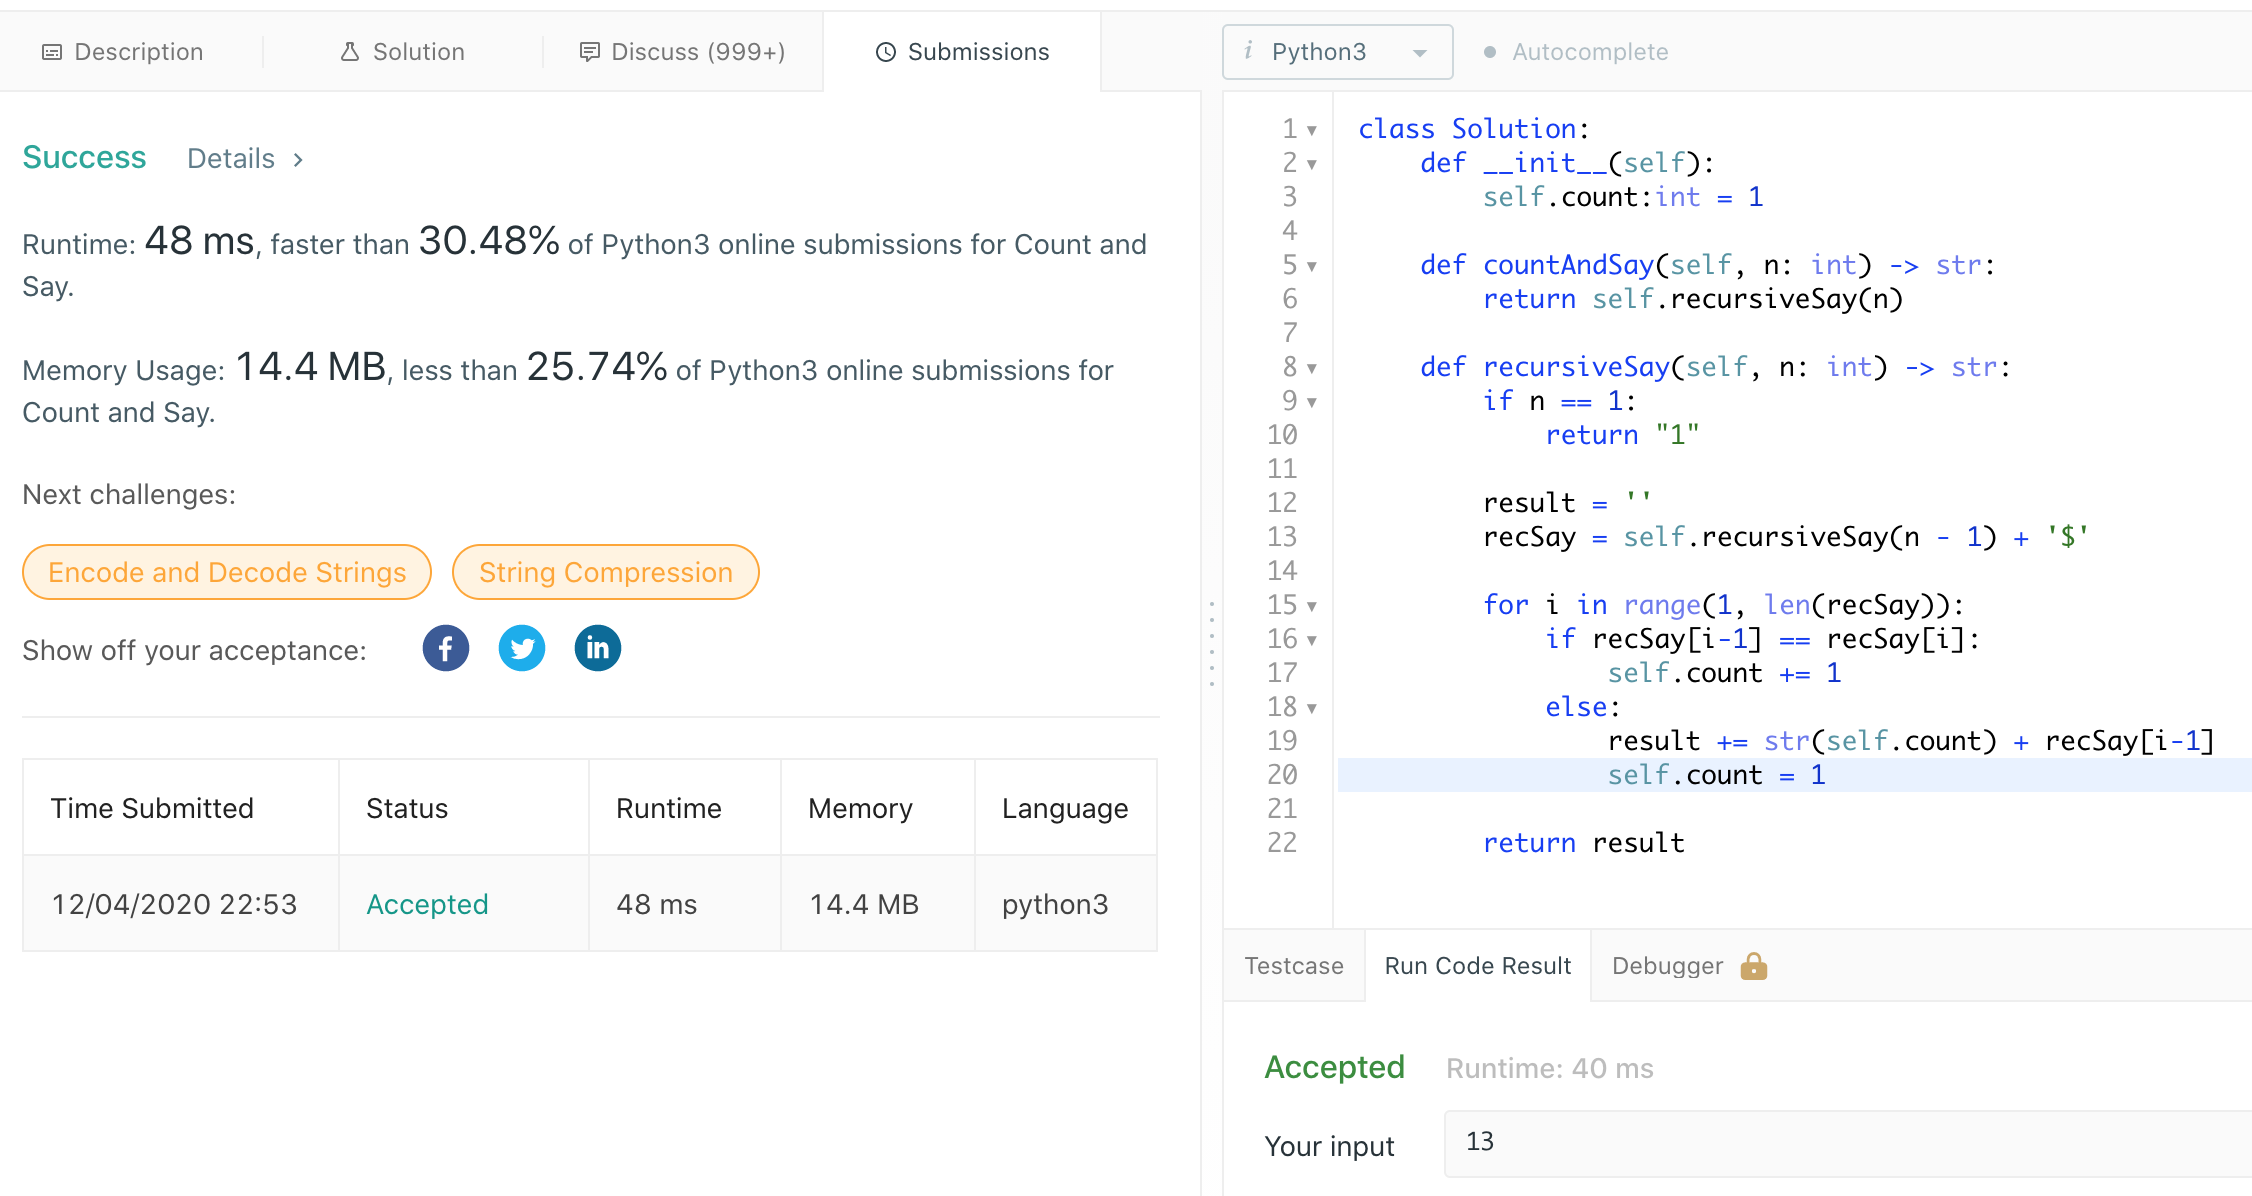 Description
Solution
Discuss (999+)
Submissions
i Python3
Autocomplete
Success Details >
Runtime: 48 ms, faster than 30.48% of Python3 online submissions for Count and
Say.
Memory Usage: 14.4 MB, less than 25.74% of Python3 online submissions for
Count and Say.
Next challenges:
Encode and Decode Strings
String Compression
Show off your acceptance:
f
in
Time Submitted Status Runtime Memory Language
12/04/2020 22:53 Accepted 48 ms 14.4 MB python3
1 class Solution:
2     def __init__(self):
3         self.count:int = 1
4
5     def countAndSay(self, n: int) -> str:
6         return self.recursiveSay(n)
7
8     def recursiveSay(self, n: int) -> str:
9         if n == 1:
10             return "1"
11
12         result = ''
13         recSay = self.recursiveSay(n - 1) + '$'
14
15         for i in range(1, len(recSay)):
16             if recSay[i-1] == recSay[i]:
17                 self.count += 1
18             else:
19                 result += str(self.count) + recSay[i-1]
20                 self.count = 1
21
22         return result
Testcase
Run Code Result
Debugger
Accepted Runtime: 40 ms
Your input 13